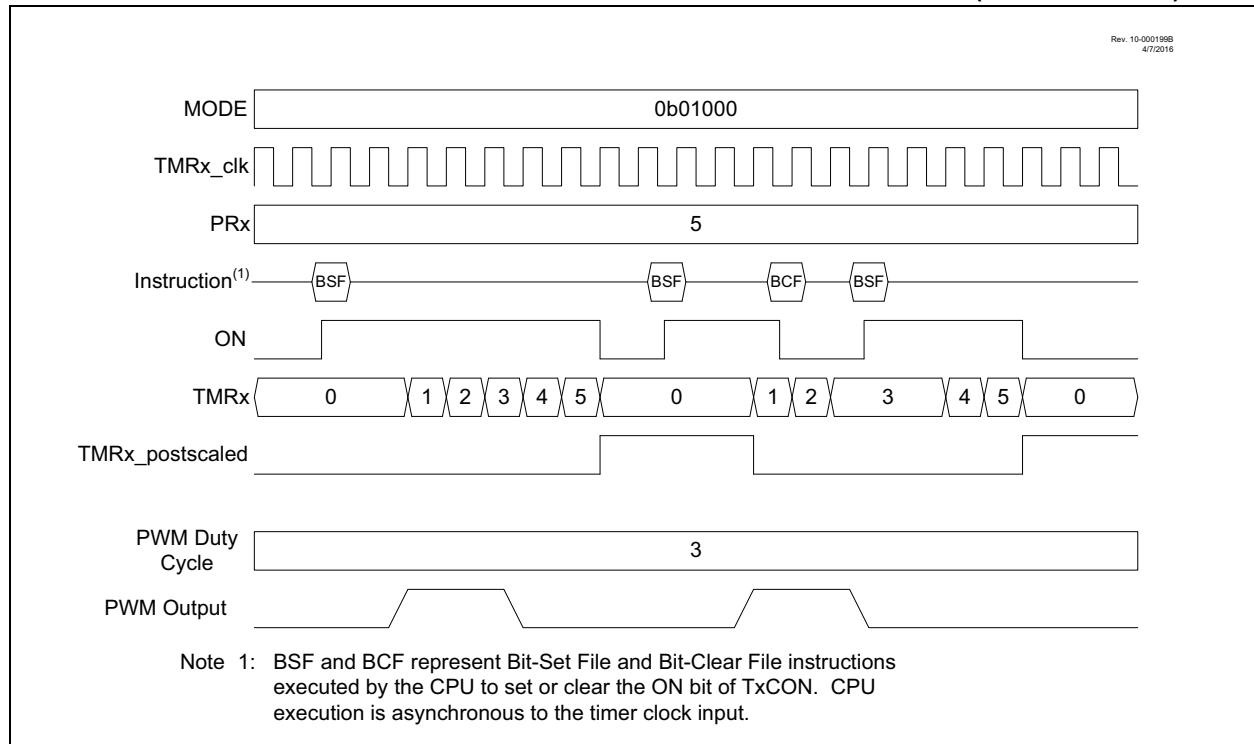 Rev. 10-000199B
4/7/2016
MODE 0b01000
TMRx_clk
PRx 5
Instruction(1) BSF BSF BCF BSF
ON
TMRx 0 1 2 3 4 5 0 1 2 3 4 5 0
TMRx_postscaled
PWM Duty
Cycle 3
PWM Output
Note 1: BSF and BCF represent Bit-Set File and Bit-Clear File instructions
executed by the CPU to set or clear the ON bit of TxCON. CPU
execution is asynchronous to the timer clock input.